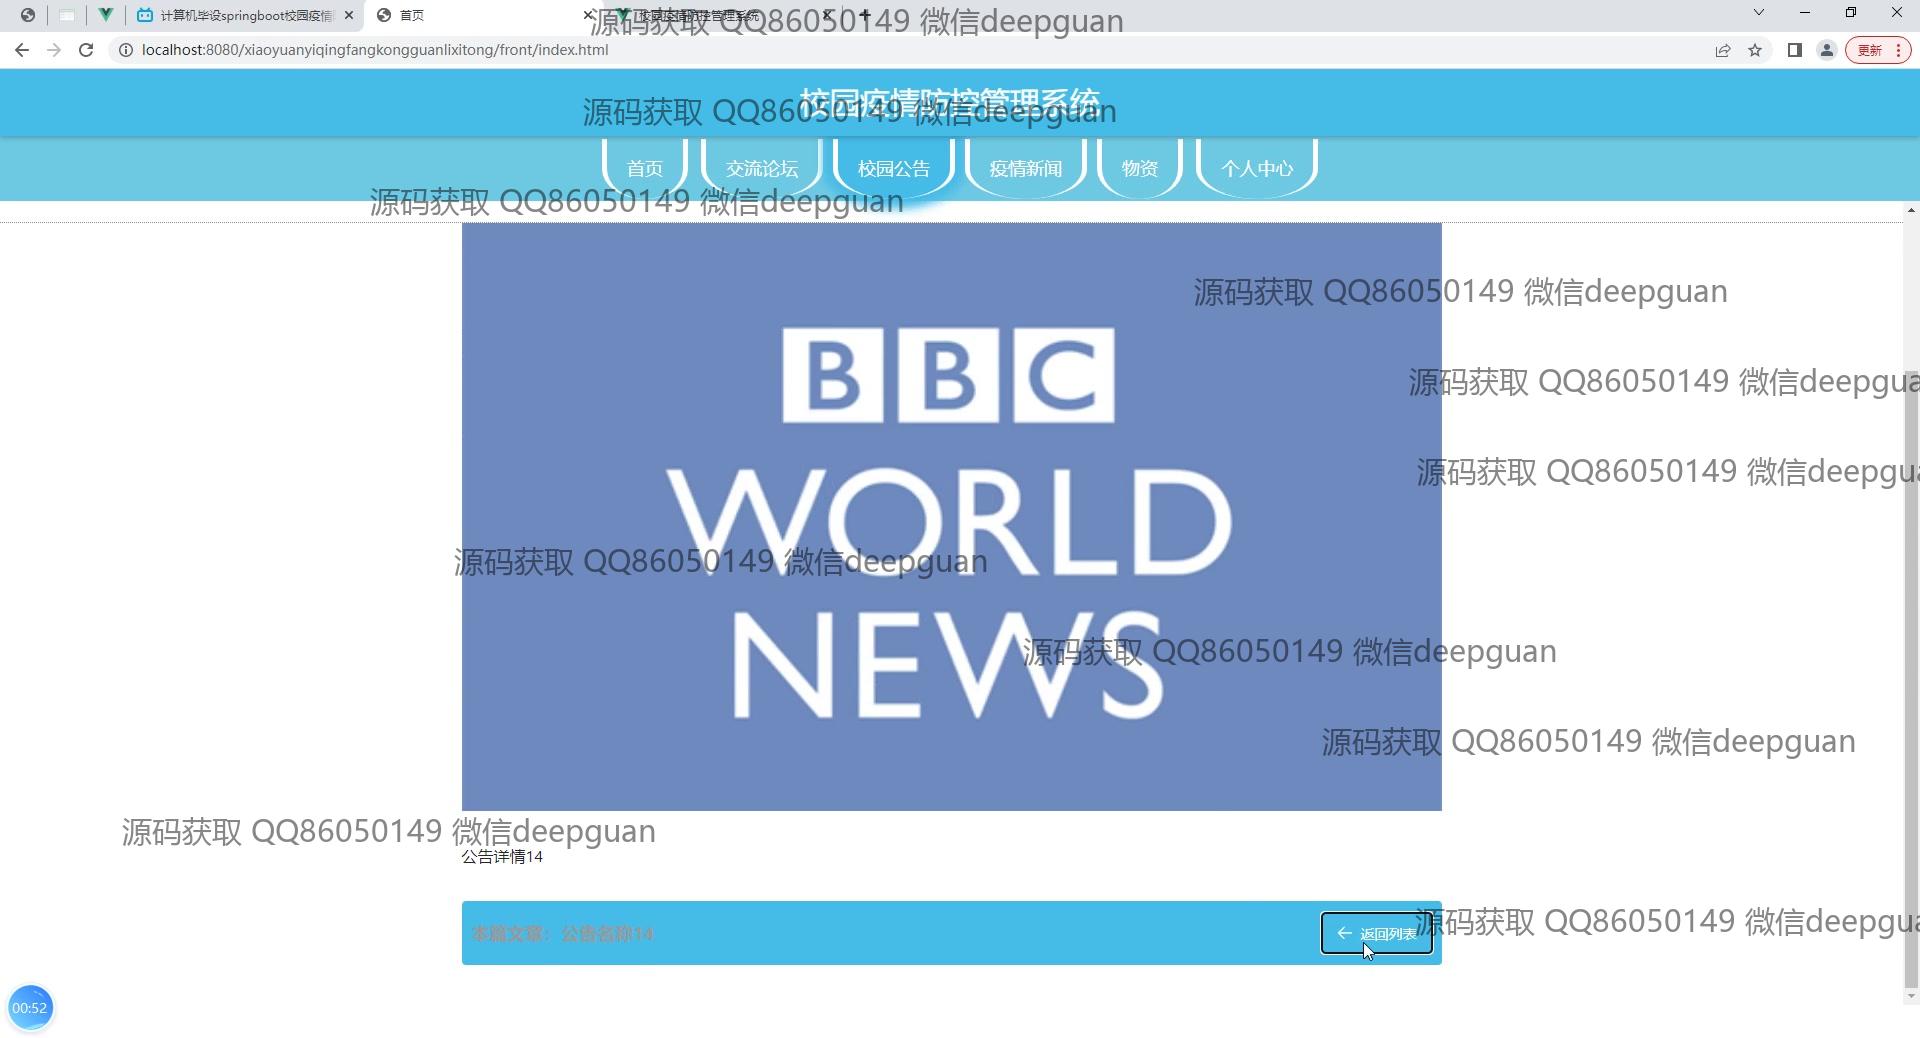 计算机毕设springboot校园疫情
首页
校园疫情防控管理系统
源码获取 QQ86050149 微信deepguan
localhost:8080/xiaoyuanyiqingfangkongguanlixitong/front/index.html
更新
校园疫情防控管理系统
源码获取 QQ86050149 微信deepguan
首页
交流论坛
校园公告
疫情新闻
物资
个人中心
源码获取 QQ86050149 微信deepguan
源码获取 QQ86050149 微信deepguan
BBC
源码获取 QQ86050149 微信deepgua
源码获取 QQ86050149 微信deepgua
WORLD
源码获取 QQ86050149 微信deepguan
NEWS
源码获取 QQ86050149 微信deepguan
源码获取 QQ86050149 微信deepguan
源码获取 QQ86050149 微信deepguan
公告详情14
本篇文章：公告名称14
返回列表
源码获取 QQ86050149 微信deepgua
00:52